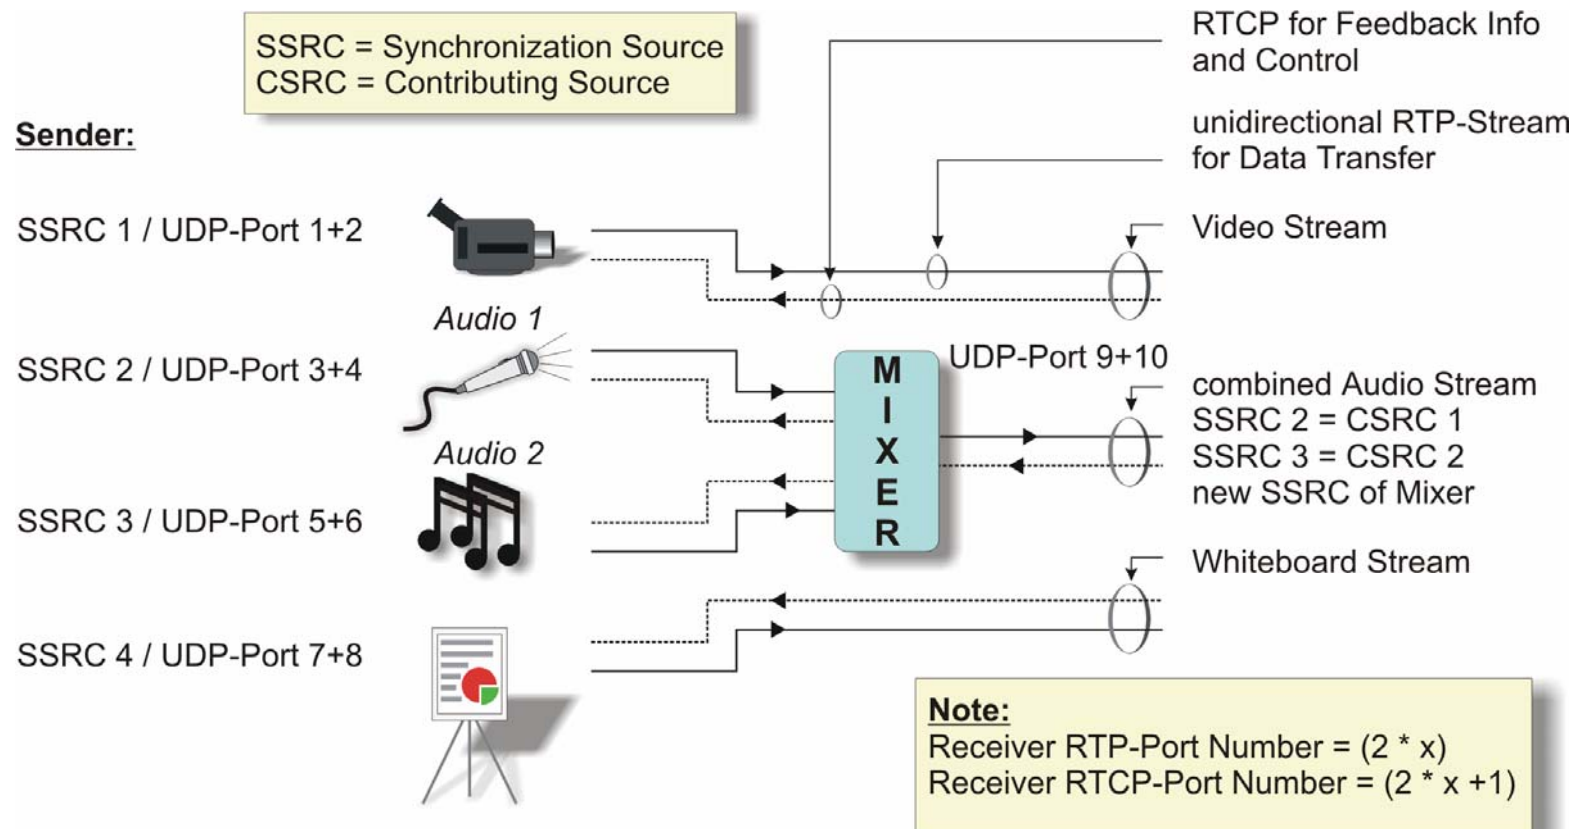 SSRC = Synchronization Source
CSRC = Contributing Source
RTCP for Feedback Info
and Control
Sender:
unidirectional RTP-Stream
for Data Transfer
SSRC 1 / UDP-Port 1+2
Video Stream
Audio 1
SSRC 2 / UDP-Port 3+4
MIXER
UDP-Port 9+10
combined Audio Stream
SSRC 2 = CSRC 1
SSRC 3 = CSRC 2
new SSRC of Mixer
Audio 2
SSRC 3 / UDP-Port 5+6
Whiteboard Stream
SSRC 4 / UDP-Port 7+8
Note:
Receiver RTP-Port Number = (2 * x)
Receiver RTCP-Port Number = (2 * x +1)